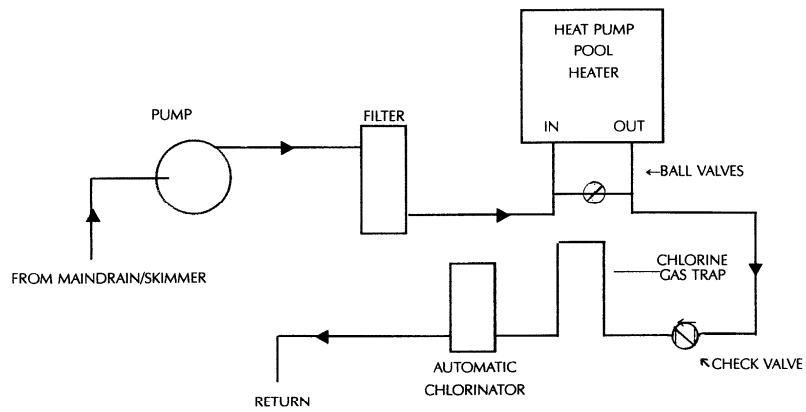 HEAT PUMP
POOL
HEATER
IN OUT
PUMP
FILTER
←BALL VALVES
FROM MAINDRAIN/SKIMMER
CHLORINE
GAS TRAP
↖CHECK VALVE
AUTOMATIC
CHLORINATOR
RETURN